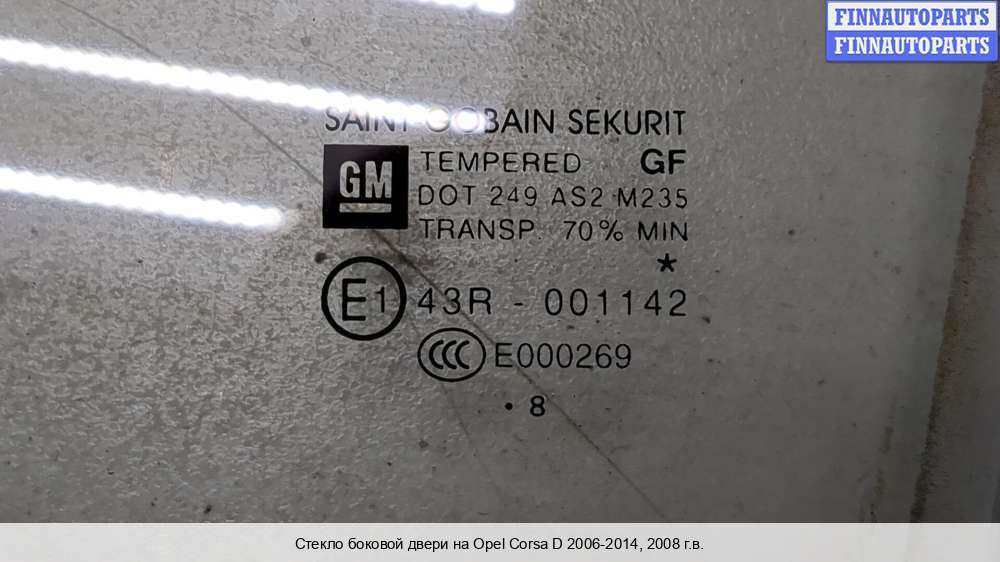 FINNAUTOPARTS
FINNAUTOPARTS
SAINT-GOBAIN SEKURIT
GM TEMPERED GF
DOT 249 AS2 M235
TRANSP. 70% MIN
*
E1 43R - 001142
CCC E000269
· 8
Стекло боковой двери на Opel Corsa D 2006-2014, 2008 г.в.